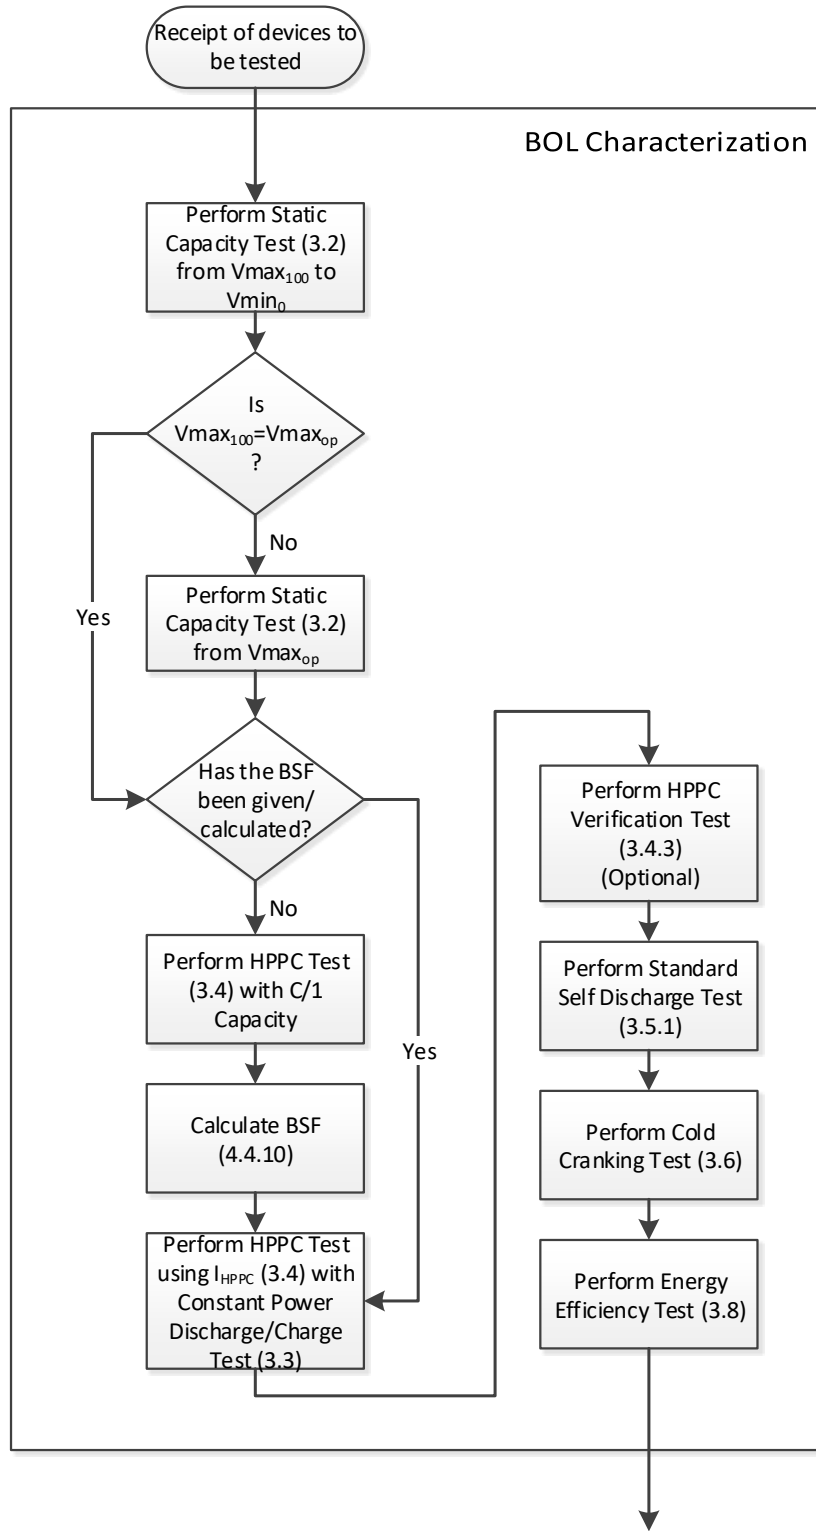 Receipt of devices to
be tested
BOL Characterization
Perform Static
Capacity Test (3.2)
from Vmax₁₀₀ to
Vmin₀
Is
Vmax₁₀₀=Vmaxₒₚ
?
No
Yes
Perform Static
Capacity Test (3.2)
from Vmaxₒₚ
Has the BSF
been given/
calculated?
No
Yes
Perform HPPC Test
(3.4) with C/1
Capacity
Calculate BSF
(4.4.10)
Perform HPPC Test
using I_HPPC (3.4) with
Constant Power
Discharge/Charge
Test (3.3)
Perform HPPC
Verification Test
(3.4.3)
(Optional)
Perform Standard
Self Discharge Test
(3.5.1)
Perform Cold
Cranking Test (3.6)
Perform Energy
Efficiency Test (3.8)